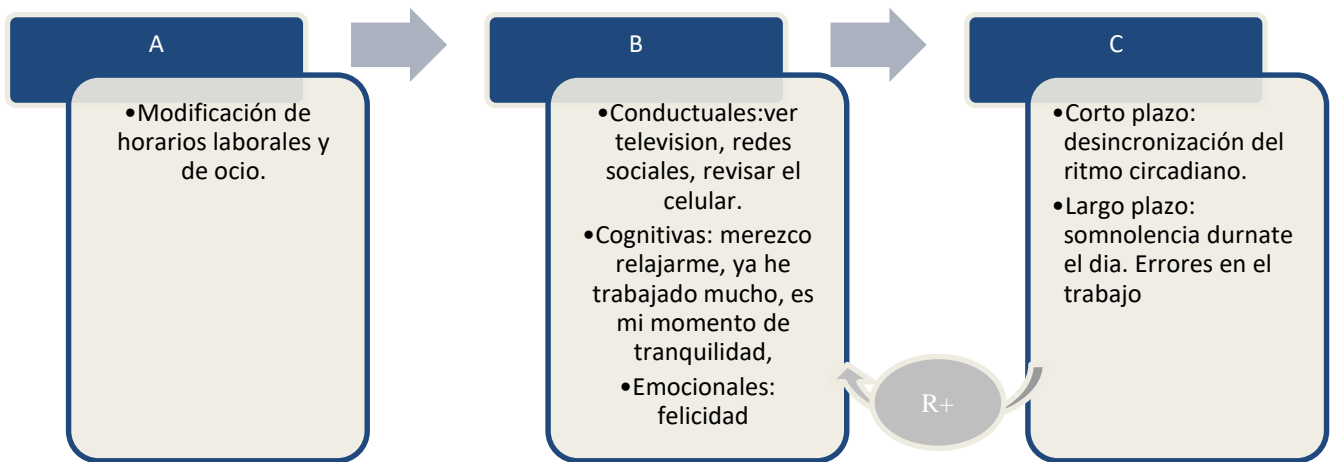 A
•Modificación de
horarios laborales y
de ocio.
B
•Conductuales:ver
television, redes
sociales, revisar el
celular.
•Cognitivas: merezco
relajarme, ya he
trabajado mucho, es
mi momento de
tranquilidad,
•Emocionales:
felicidad
R+
C
•Corto plazo:
desincronización del
ritmo circadiano.
•Largo plazo:
somnolencia durnate
el dia. Errores en el
trabajo